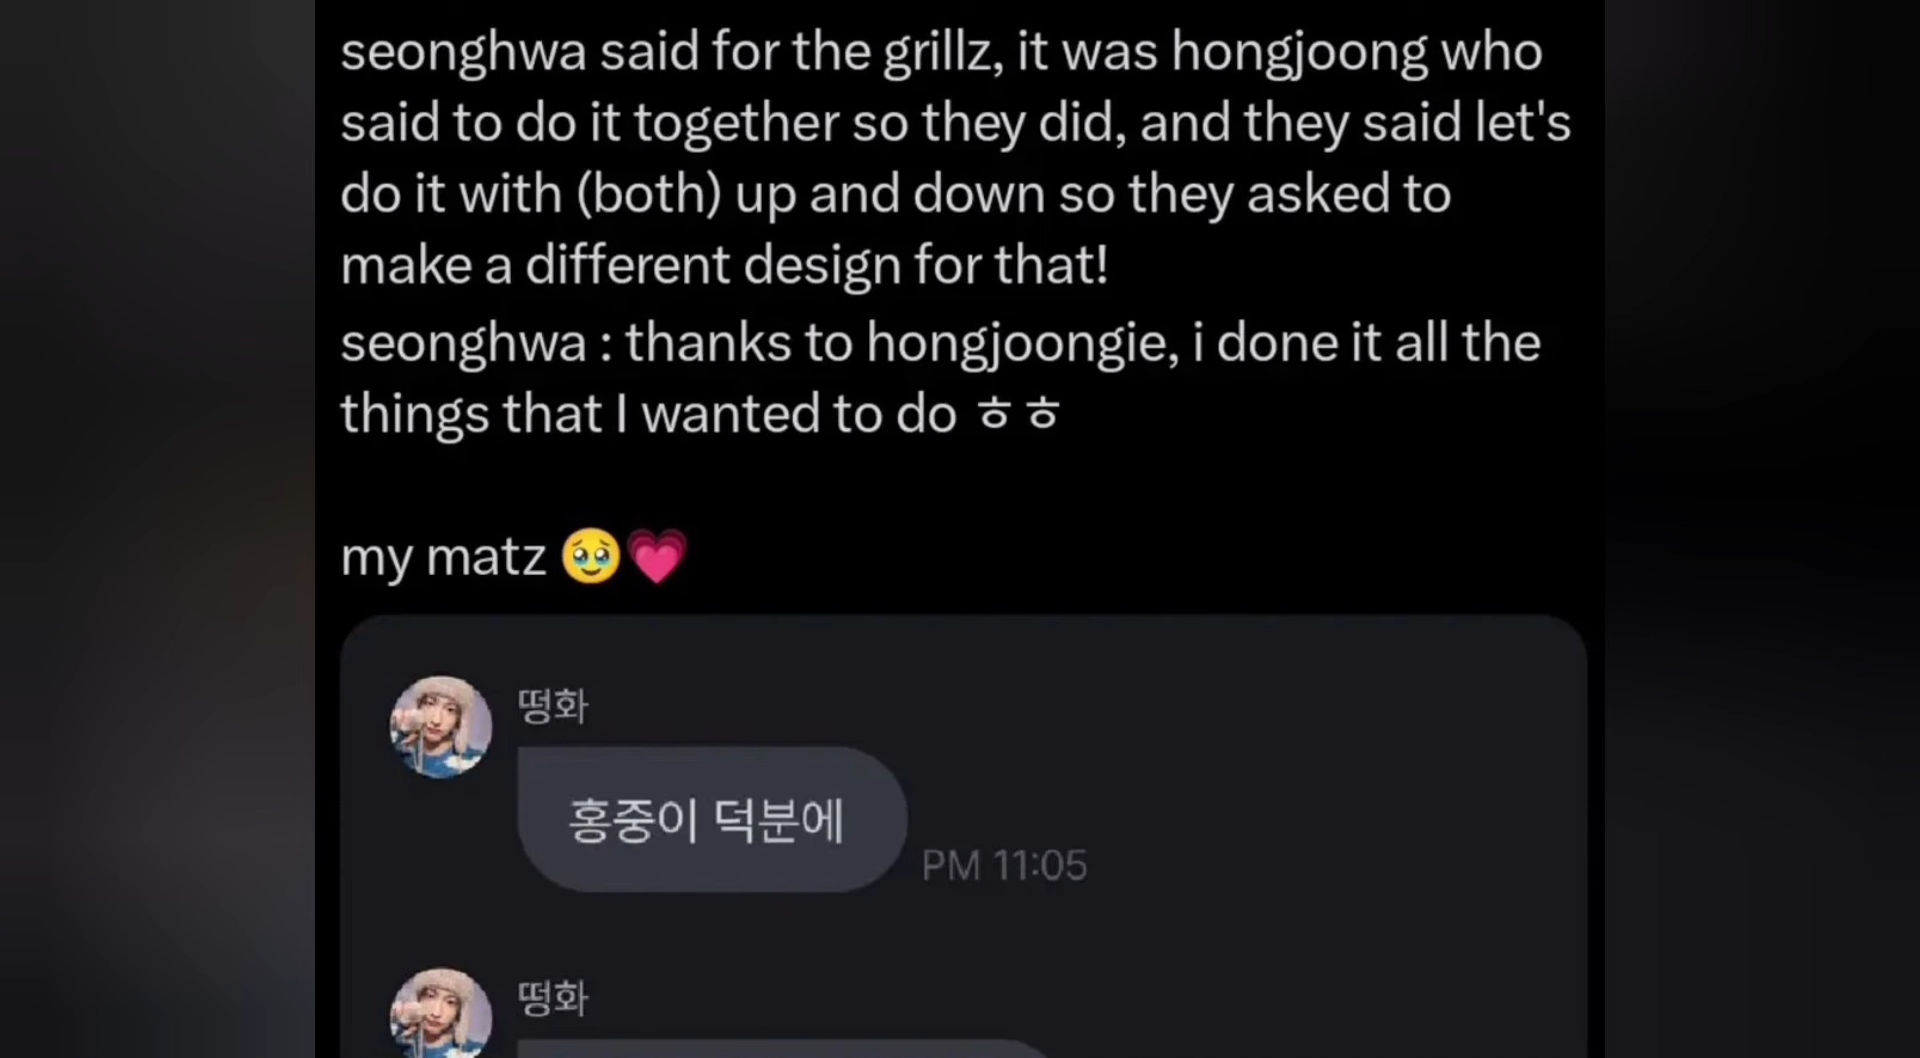 seonghwa said for the grillz, it was hongjoong who
said to do it together so they did, and they said let's
do it with (both) up and down so they asked to
make a different design for that!
seonghwa : thanks to hongjoongie, i done it all the
things that I wanted to do ㅎㅎ
my matz 🥹💗
떵화
홍중이 덕분에
PM 11:05
떵화